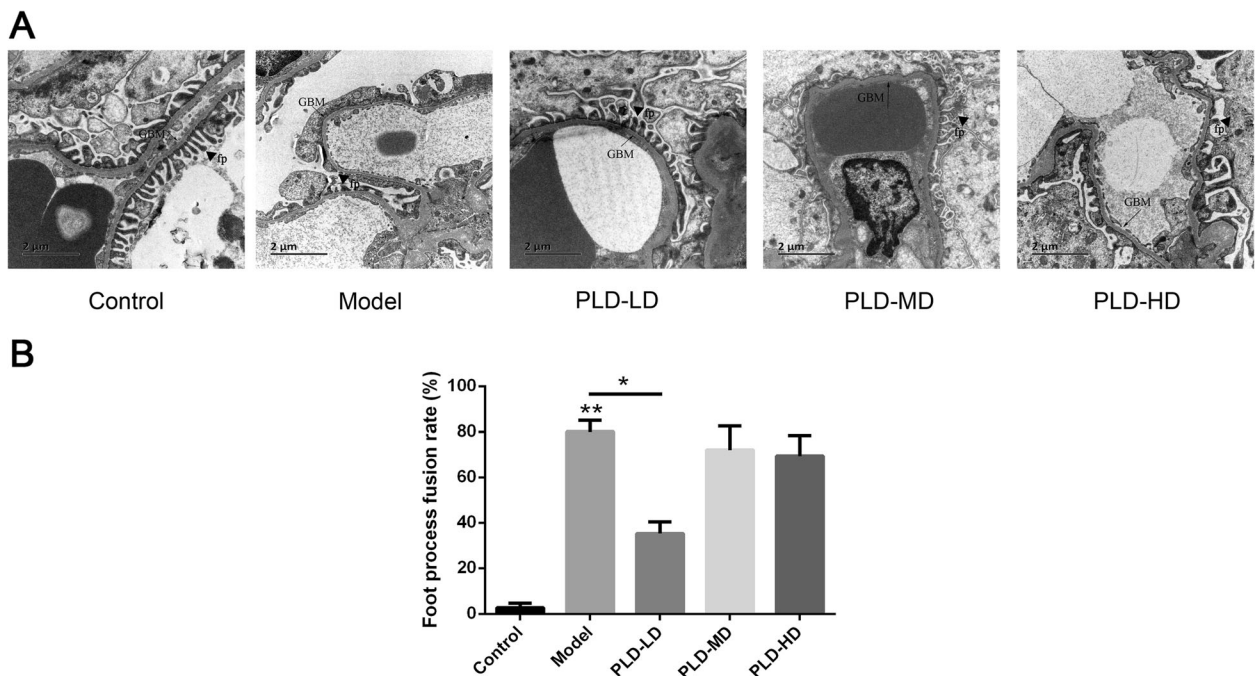 A
GBM
fp
2 µm
GBM
fp
2 µm
fp
GBM
2 µm
GBM
fp
2 µm
fp
GBM
2 µm
Control
Model
PLD-LD
PLD-MD
PLD-HD
B
Foot process fusion rate (%)
100
80
60
40
20
0
*
**
Control
Model
PLD-LD
PLD-MD
PLD-HD